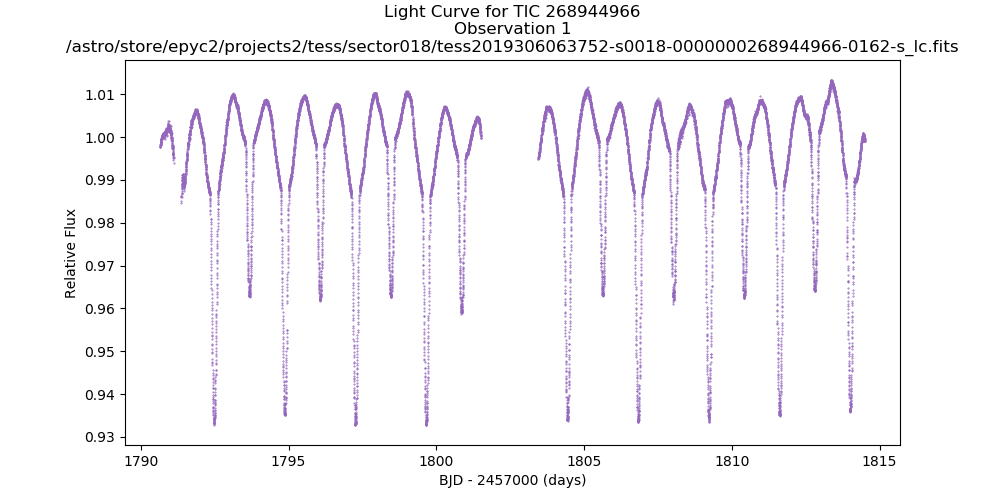 Light Curve for TIC 268944966
Observation 1
/astro/store/epyc2/projects2/tess/sector018/tess2019306063752-s0018-0000000268944966-0162-s_lc.fits
1.01
1.00
0.99
0.98
0.97
0.96
0.95
0.94
0.93
Relative Flux
1790 1795 1800 1805 1810 1815
BJD - 2457000 (days)